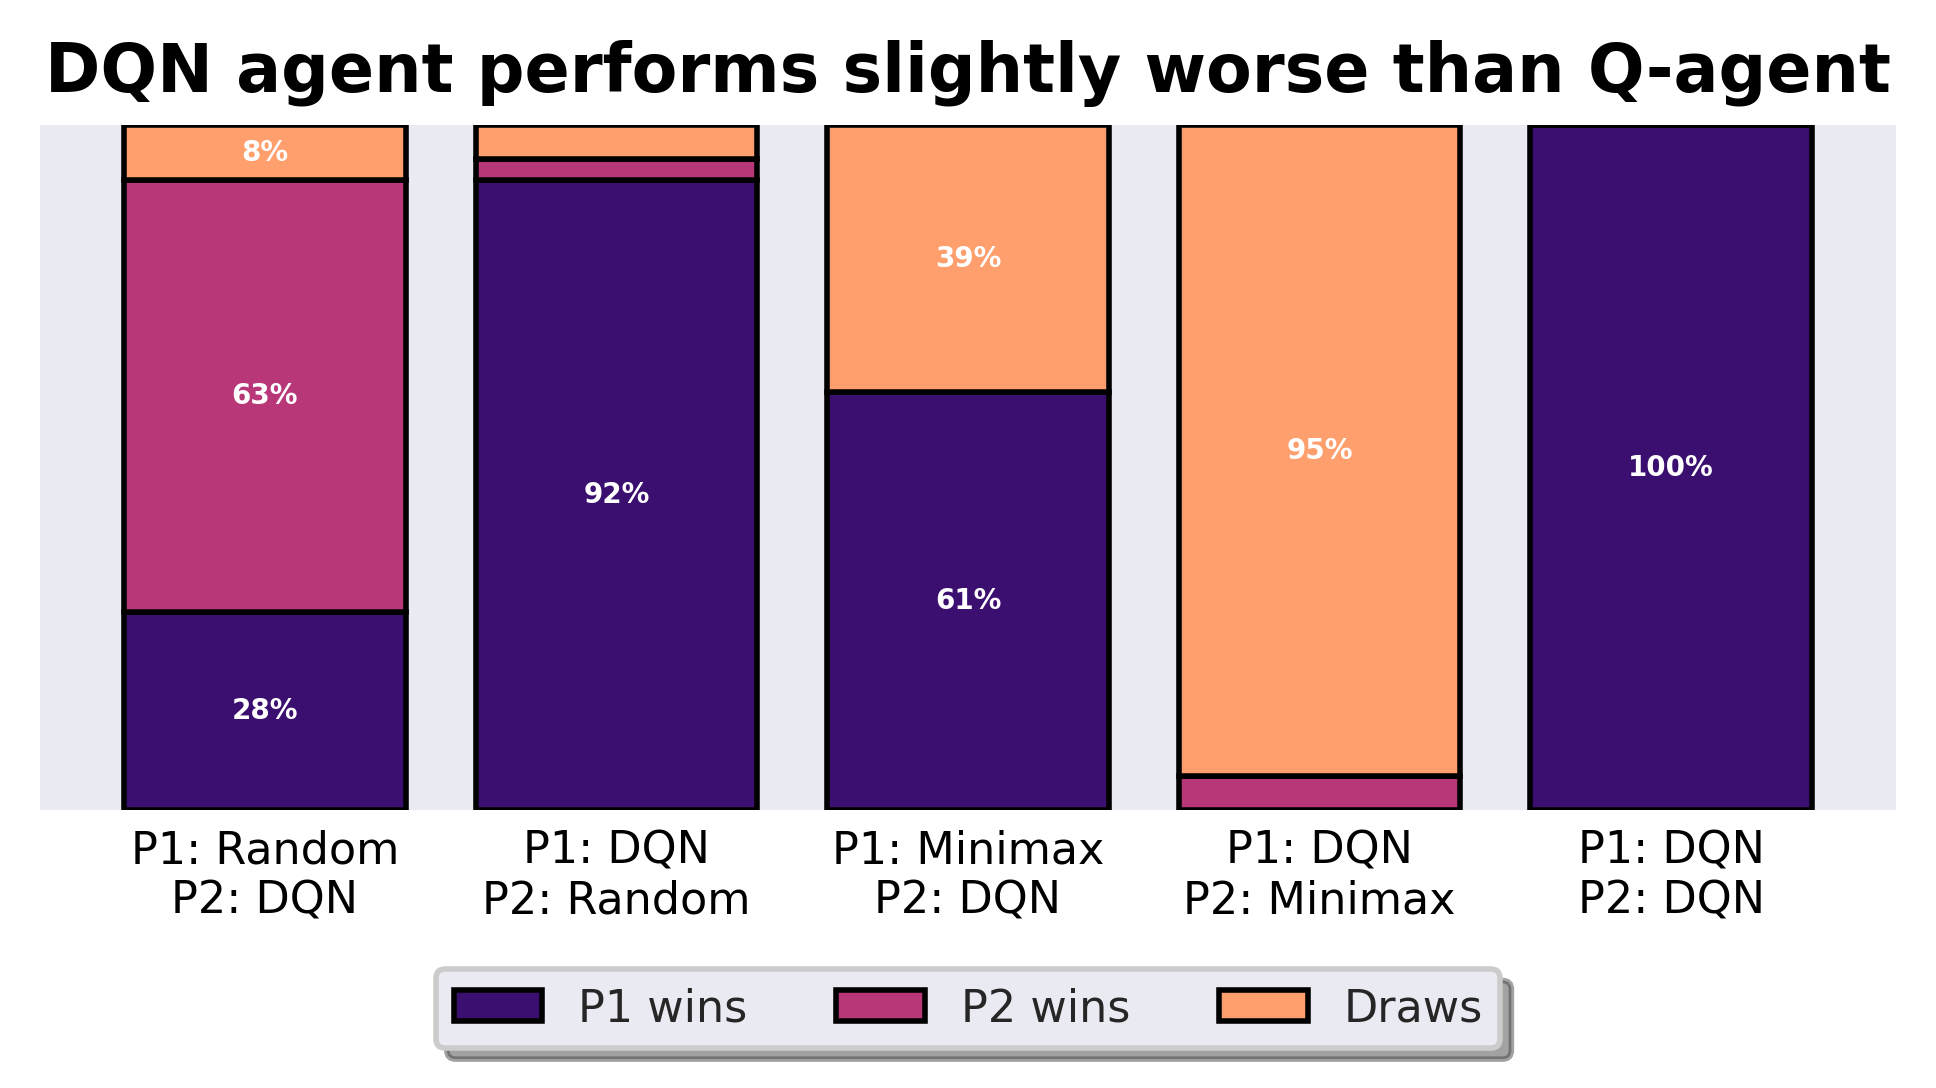 DQN agent performs slightly worse than Q-agent
8%
63%
28%
92%
39%
61%
95%
100%
P1: Random
P2: DQN
P1: DQN
P2: Random
P1: Minimax
P2: DQN
P1: DQN
P2: Minimax
P1: DQN
P2: DQN
P1 wins
P2 wins
Draws